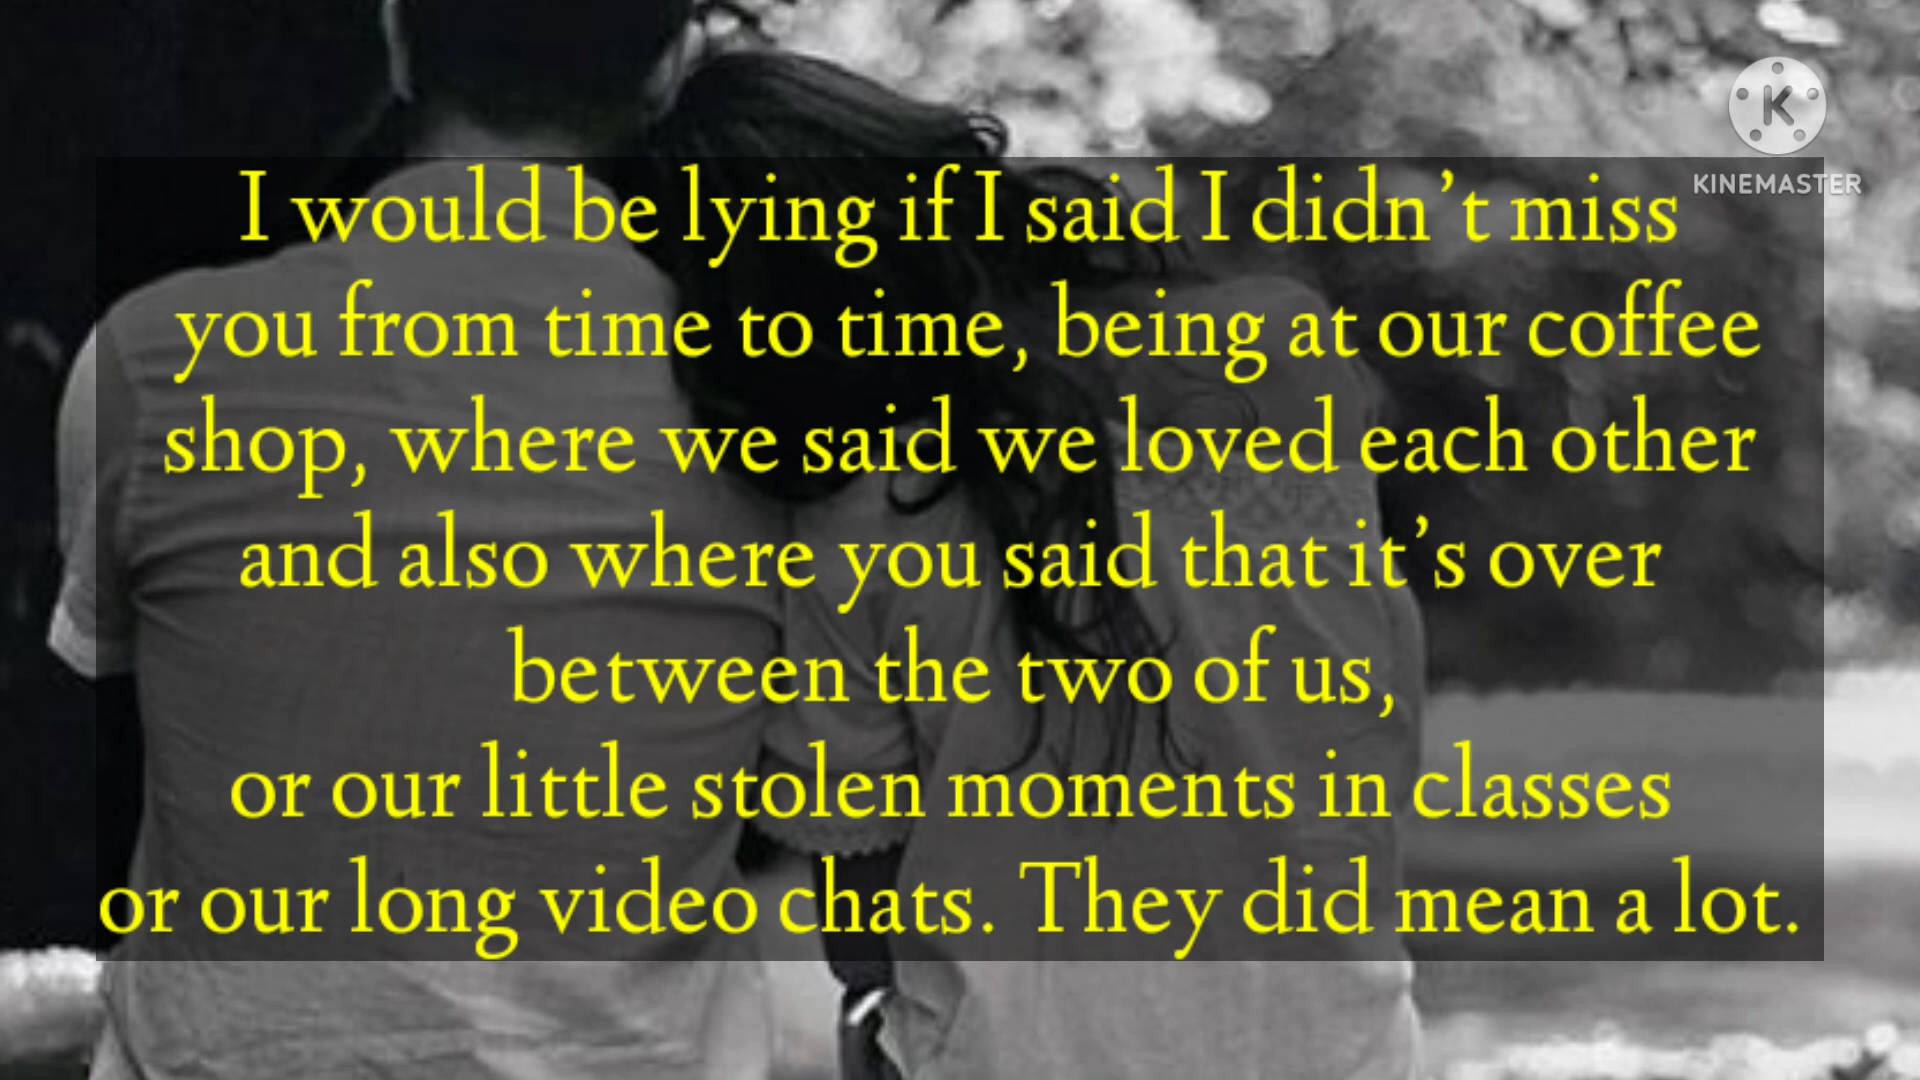 KINEMASTER
I would be lying if I said I didn’t miss
you from time to time, being at our coffee
shop, where we said we loved each other
and also where you said that it’s over
between the two of us,
or our little stolen moments in classes
or our long video chats. They did mean a lot.